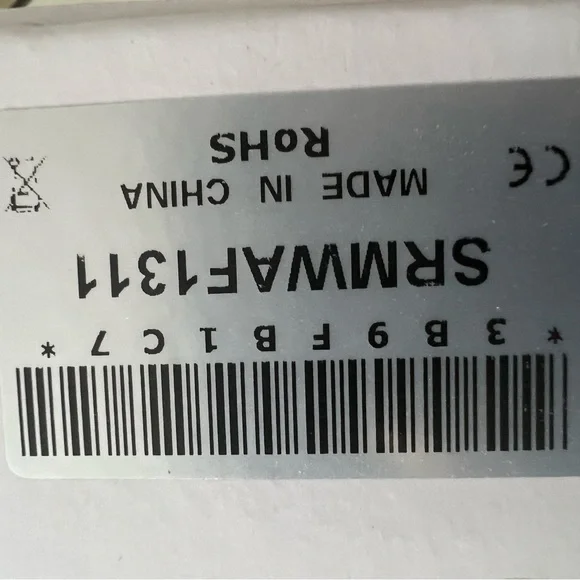 * 3 B 9 F B 1 C 7 *
SRMWAF1311
CE MADE IN CHINA
RoHS